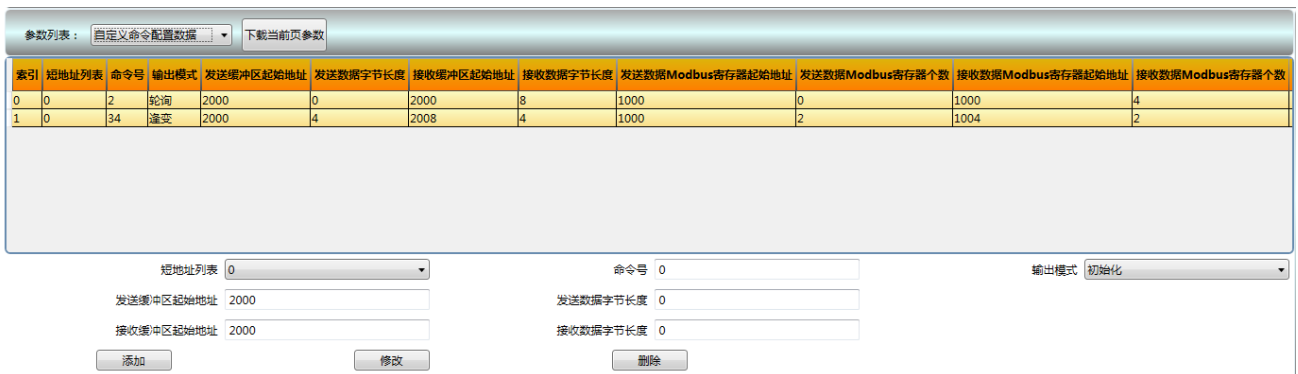 参数列表： 自定义命令配置数据 下载当前页参数
索引 短地址列表 命令号 输出模式 发送缓冲区起始地址 发送数据字节长度 接收缓冲区起始地址 接收数据字节长度 发送数据Modbus寄存器起始地址 发送数据Modbus寄存器个数 接收数据Modbus寄存器起始地址 接收数据Modbus寄存器个数
0 0 2 轮询 2000 0 2000 8 1000 0 1000 4
1 0 34 逢变 2000 4 2008 4 1000 2 1004 2
短地址列表 0 命令号 0 输出模式 初始化
发送缓冲区起始地址 2000 发送数据字节长度 0
接收缓冲区起始地址 2000 接收数据字节长度 0
添加 修改 删除